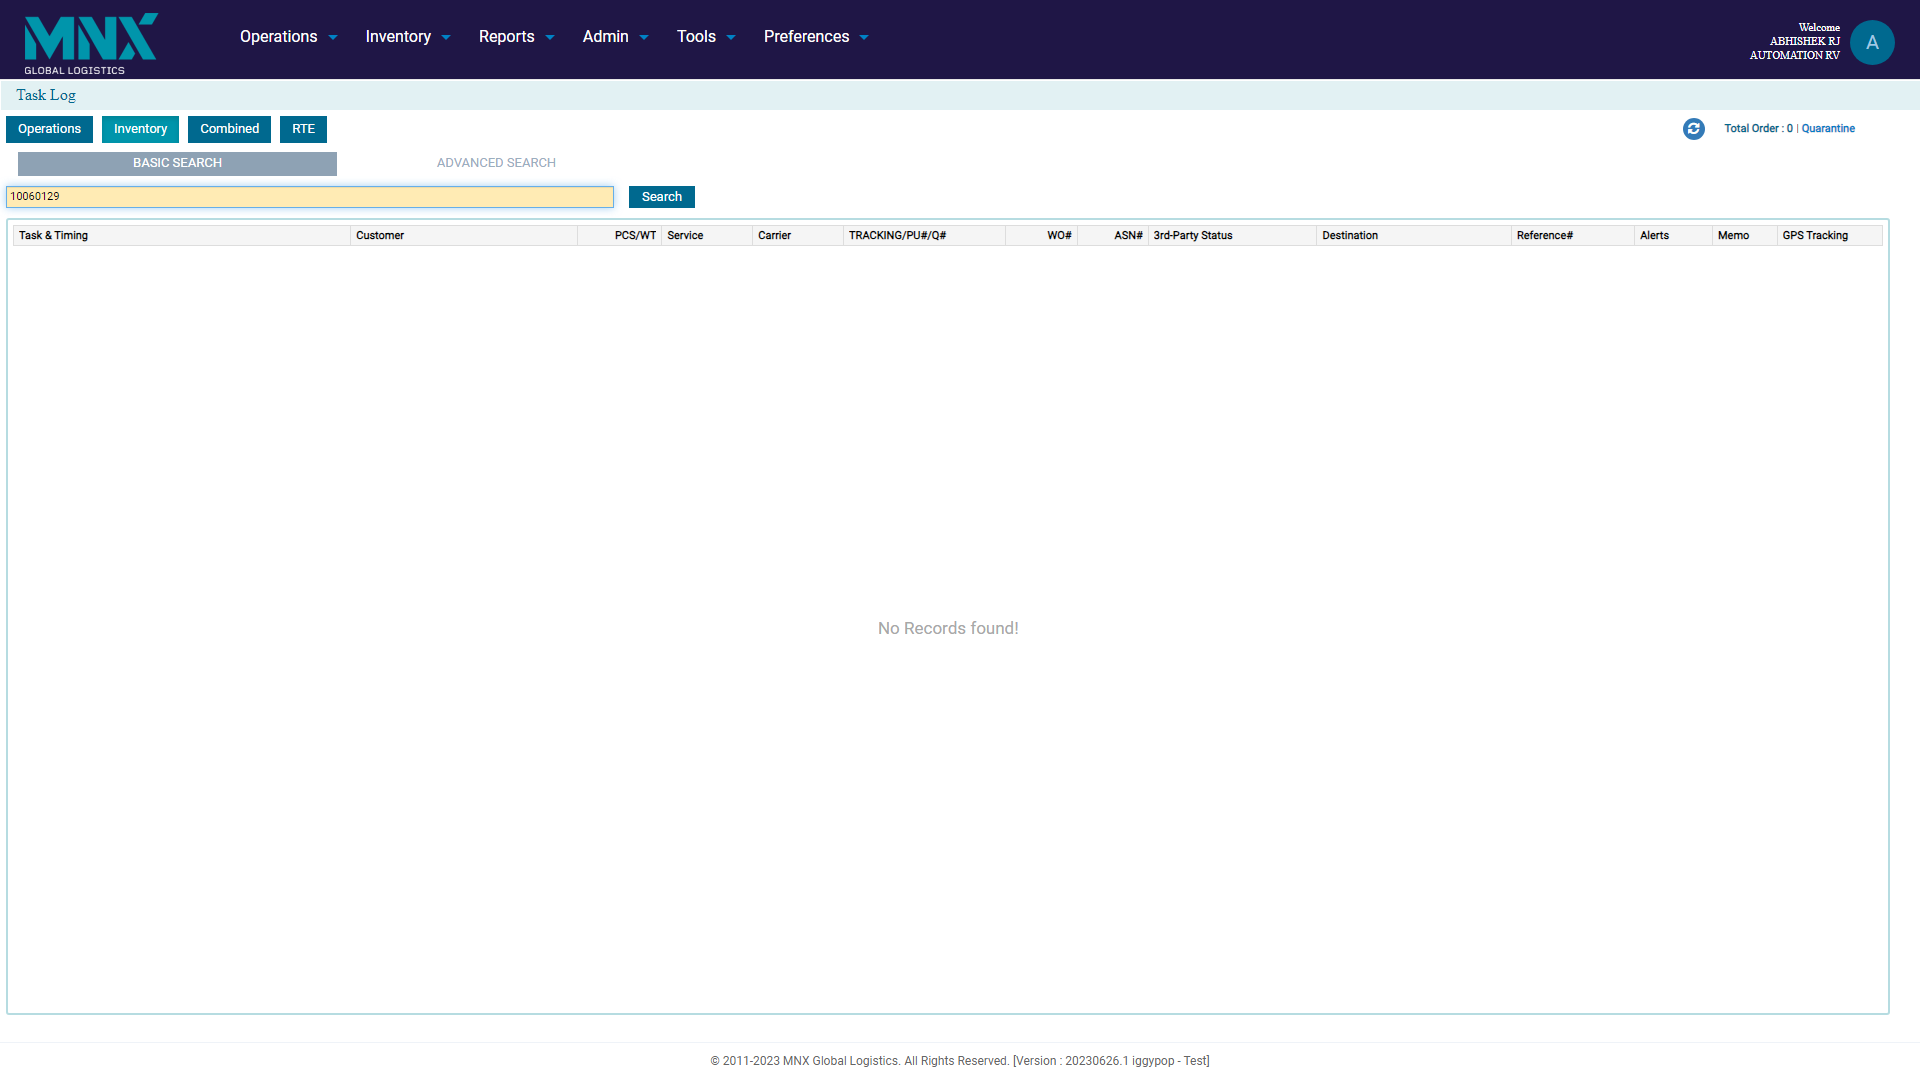 MNX
GLOBAL LOGISTICS
Operations Inventory Reports Admin Tools Preferences
Welcome
ABHISHEK RJ
AUTOMATION RV
A
Task Log
Operations Inventory Combined RTE
Total Order : 0 | Quarantine
BASIC SEARCH ADVANCED SEARCH
10060129 Search
Task & Timing Customer PCS/WT Service Carrier TRACKING/PU#/Q# WO# ASN# 3rd-Party Status Destination Reference# Alerts Memo GPS Tracking
No Records found!
© 2011-2023 MNX Global Logistics. All Rights Reserved. [Version : 20230626.1 iggypop - Test]